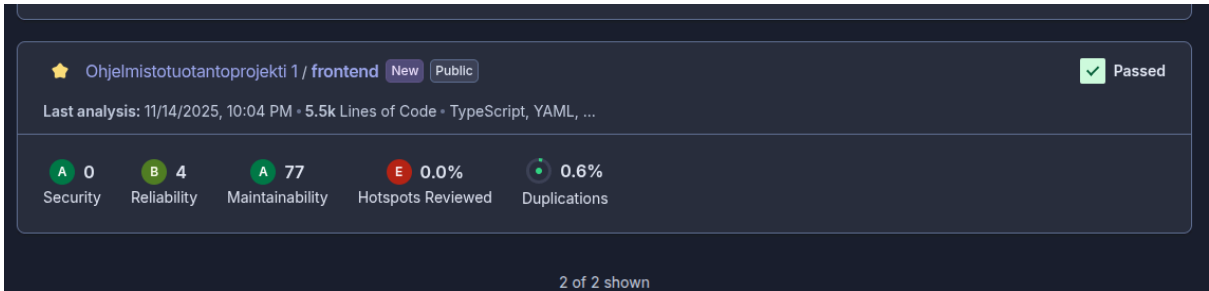 Ohjelmistotuotantoprojekti 1 / frontend New Public Passed
Last analysis: 11/14/2025, 10:04 PM • 5.5k Lines of Code • TypeScript, YAML, ...
A 0 B 4 A 77 E 0.0% 0.6%
Security Reliability Maintainability Hotspots Reviewed Duplications
2 of 2 shown